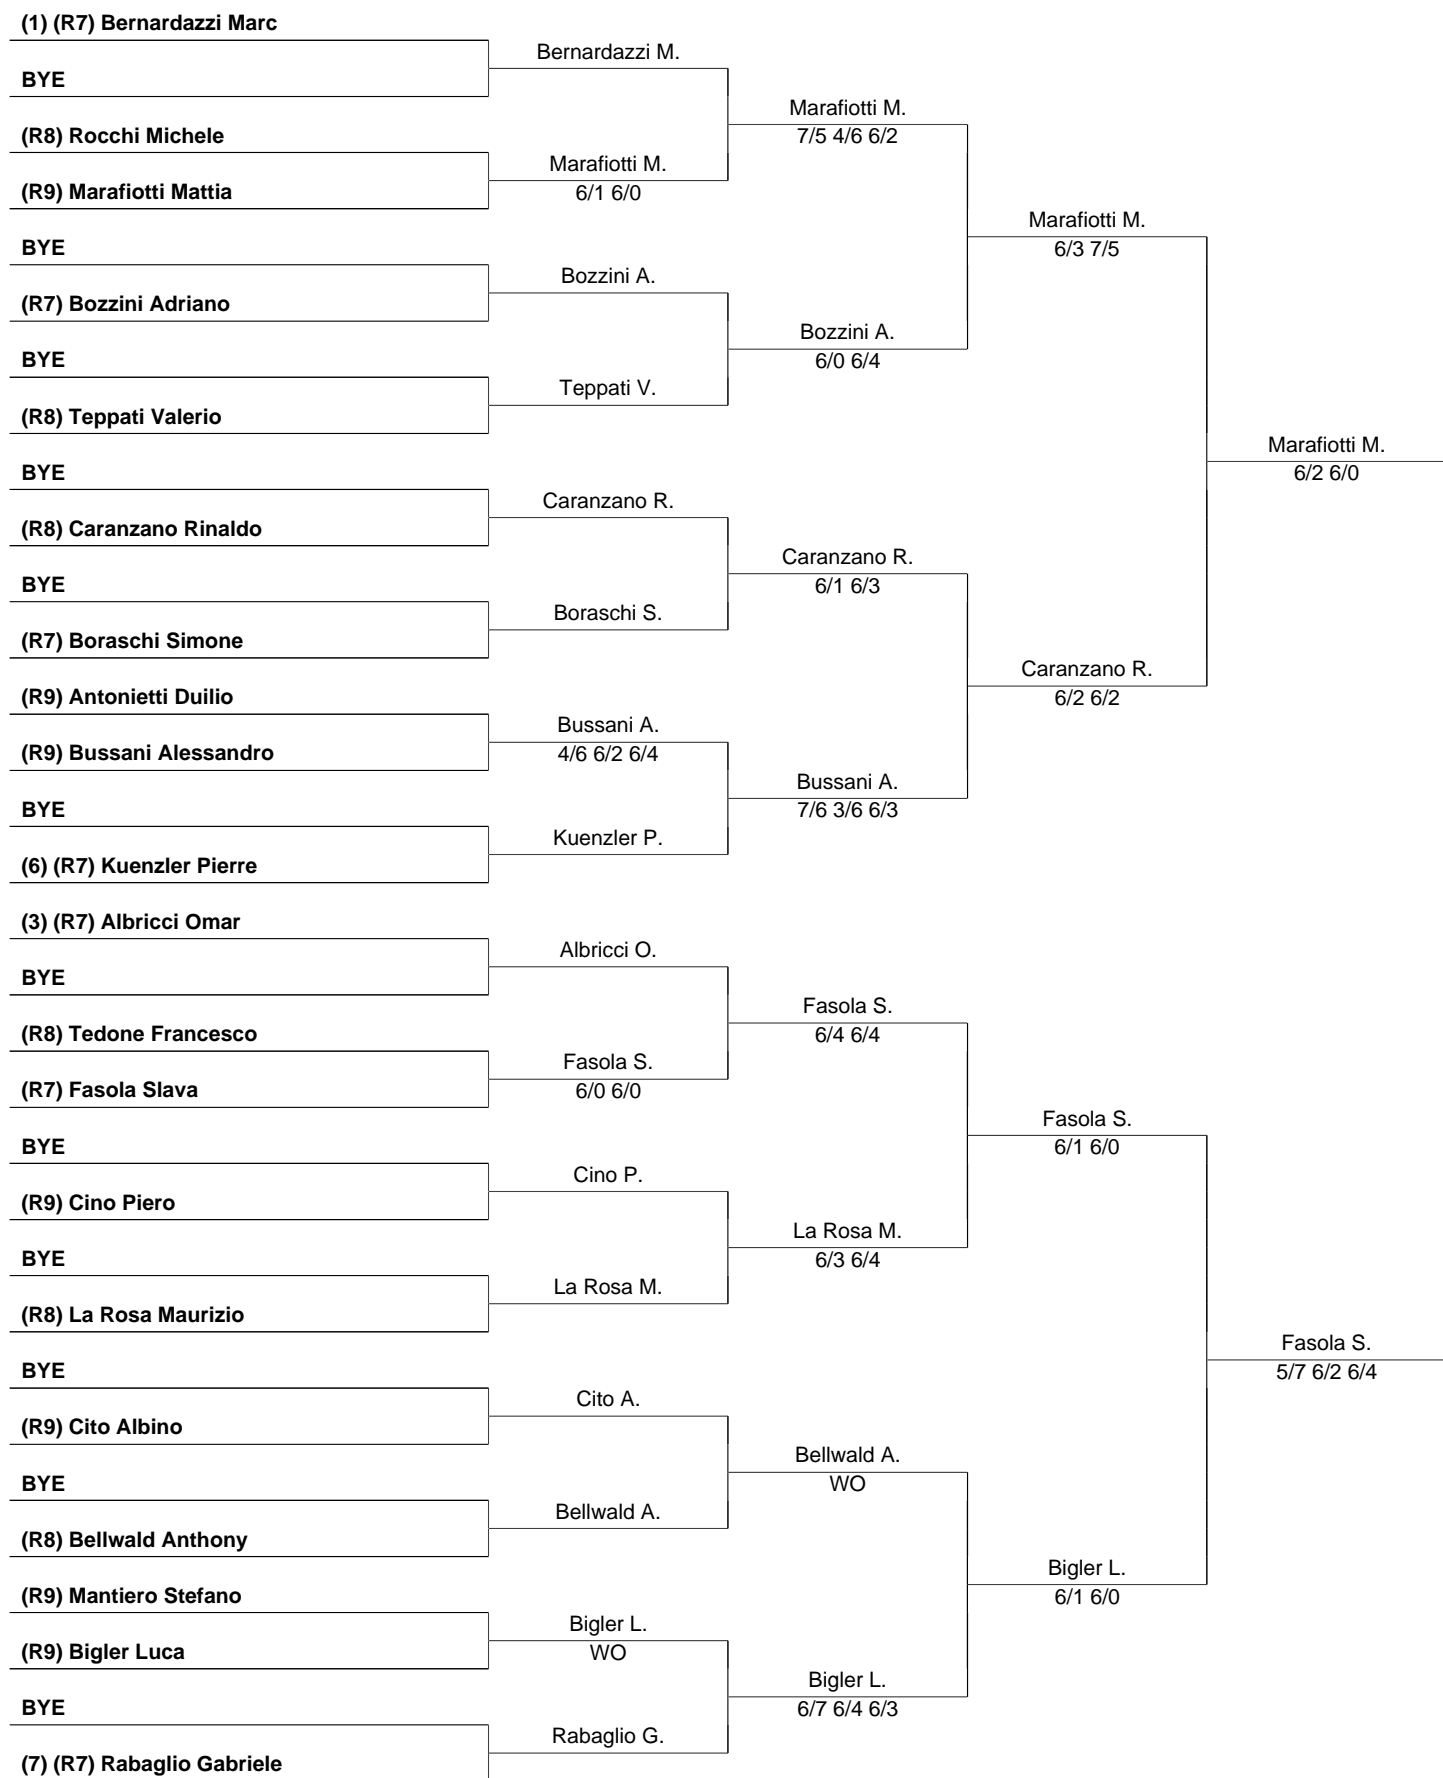 (1) (R7) Bernardazzi Marc
Bernardazzi M.
BYE
Marafiotti M.
(R8) Rocchi Michele
7/5 4/6 6/2
Marafiotti M.
(R9) Marafiotti Mattia
6/1 6/0
Marafiotti M.
BYE
6/3 7/5
Bozzini A.
(R7) Bozzini Adriano
Bozzini A.
BYE
6/0 6/4
Teppati V.
(R8) Teppati Valerio
Marafiotti M.
BYE
6/2 6/0
Caranzano R.
(R8) Caranzano Rinaldo
Caranzano R.
BYE
6/1 6/3
Boraschi S.
(R7) Boraschi Simone
Caranzano R.
(R9) Antonietti Duilio
6/2 6/2
Bussani A.
(R9) Bussani Alessandro
4/6 6/2 6/4
Bussani A.
BYE
7/6 3/6 6/3
Kuenzler P.
(6) (R7) Kuenzler Pierre
(3) (R7) Albricci Omar
Albricci O.
BYE
Fasola S.
(R8) Tedone Francesco
6/4 6/4
Fasola S.
(R7) Fasola Slava
6/0 6/0
Fasola S.
BYE
6/1 6/0
Cino P.
(R9) Cino Piero
La Rosa M.
BYE
6/3 6/4
La Rosa M.
(R8) La Rosa Maurizio
Fasola S.
BYE
5/7 6/2 6/4
Cito A.
(R9) Cito Albino
Bellwald A.
BYE
WO
Bellwald A.
(R8) Bellwald Anthony
Bigler L.
(R9) Mantiero Stefano
6/1 6/0
Bigler L.
(R9) Bigler Luca
WO
Bigler L.
BYE
6/7 6/4 6/3
Rabaglio G.
(7) (R7) Rabaglio Gabriele